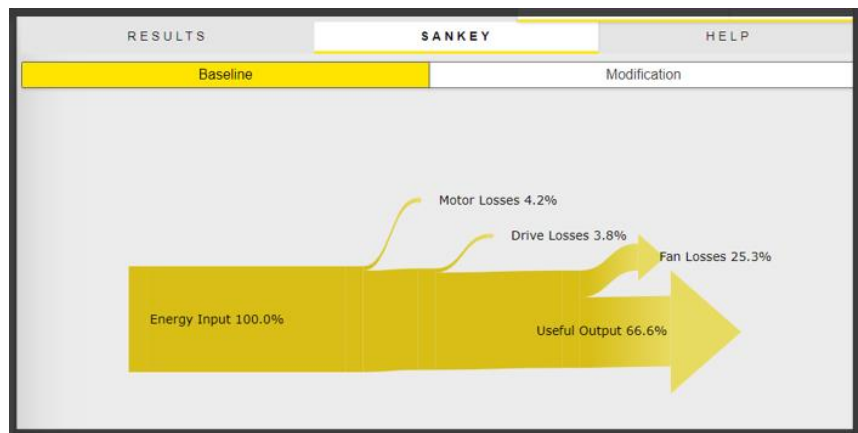 RESULTS SANKEY HELP
Baseline Modification
Motor Losses 4.2%
Drive Losses 3.8%
Fan Losses 25.3%
Energy Input 100.0%
Useful Output 66.6%